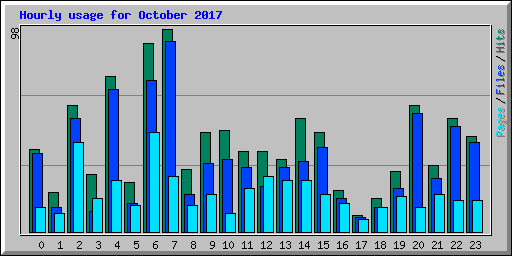 Hourly usage for October 2017
98
Pages/Files/Hits
0 1 2 3 4 5 6 7 8 9 10 11 12 13 14 15 16 17 18 19 20 21 22 23